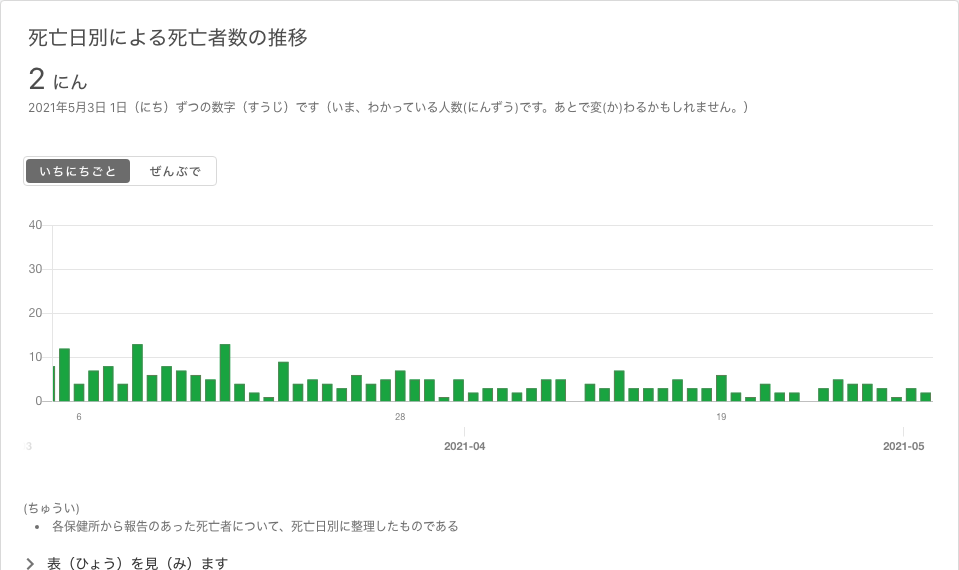 死亡日別による死亡者数の推移
2 にん
2021年5月3日 1日（にち）ずつの数字（すうじ）です（いま、わかっている人数(にんずう)です。あとで変(か)わるかもしれません。）
いちにちごと ぜんぶで
40
30
20
10
0
6 28 19
3 2021-04 2021-05
(ちゅうい)
• 各保健所から報告のあった死亡者について、死亡日別に整理したものである
表（ひょう）を見（み）ます